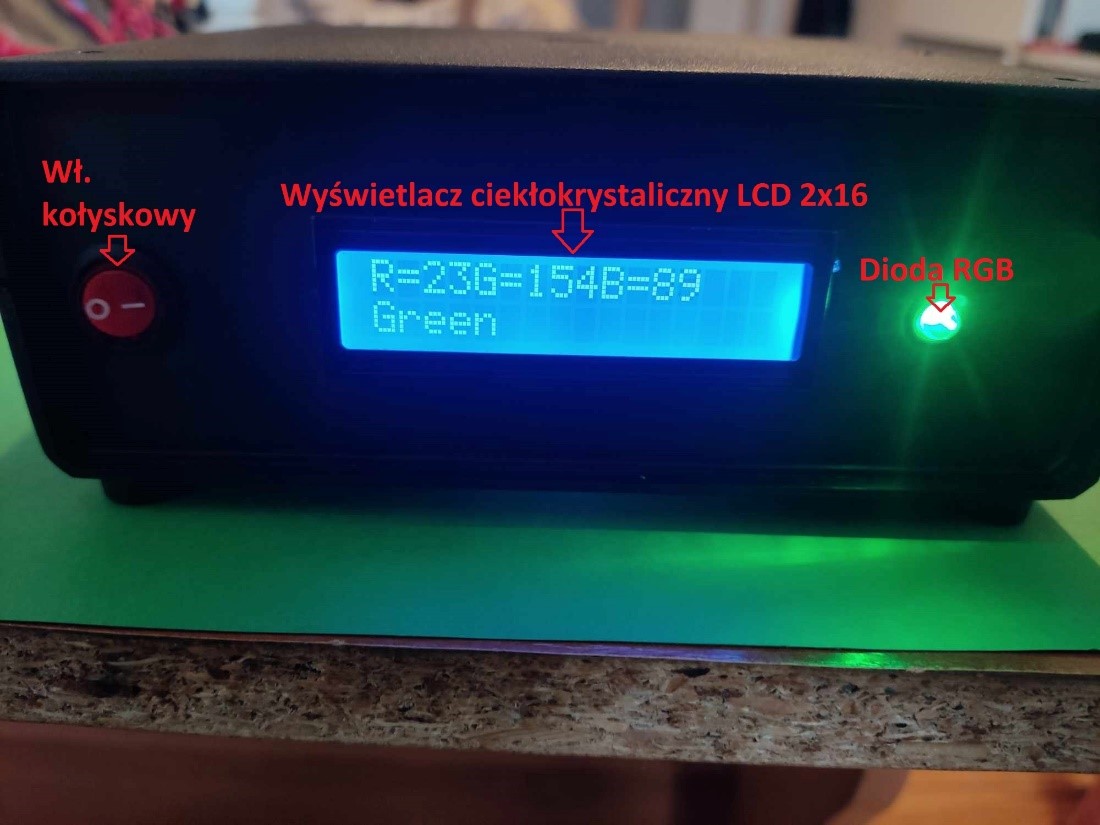 Wł.
kołyskowy
Wyświetlacz ciekłokrystaliczny LCD 2x16
Dioda RGB
R=23G=154B=89
Green
O –